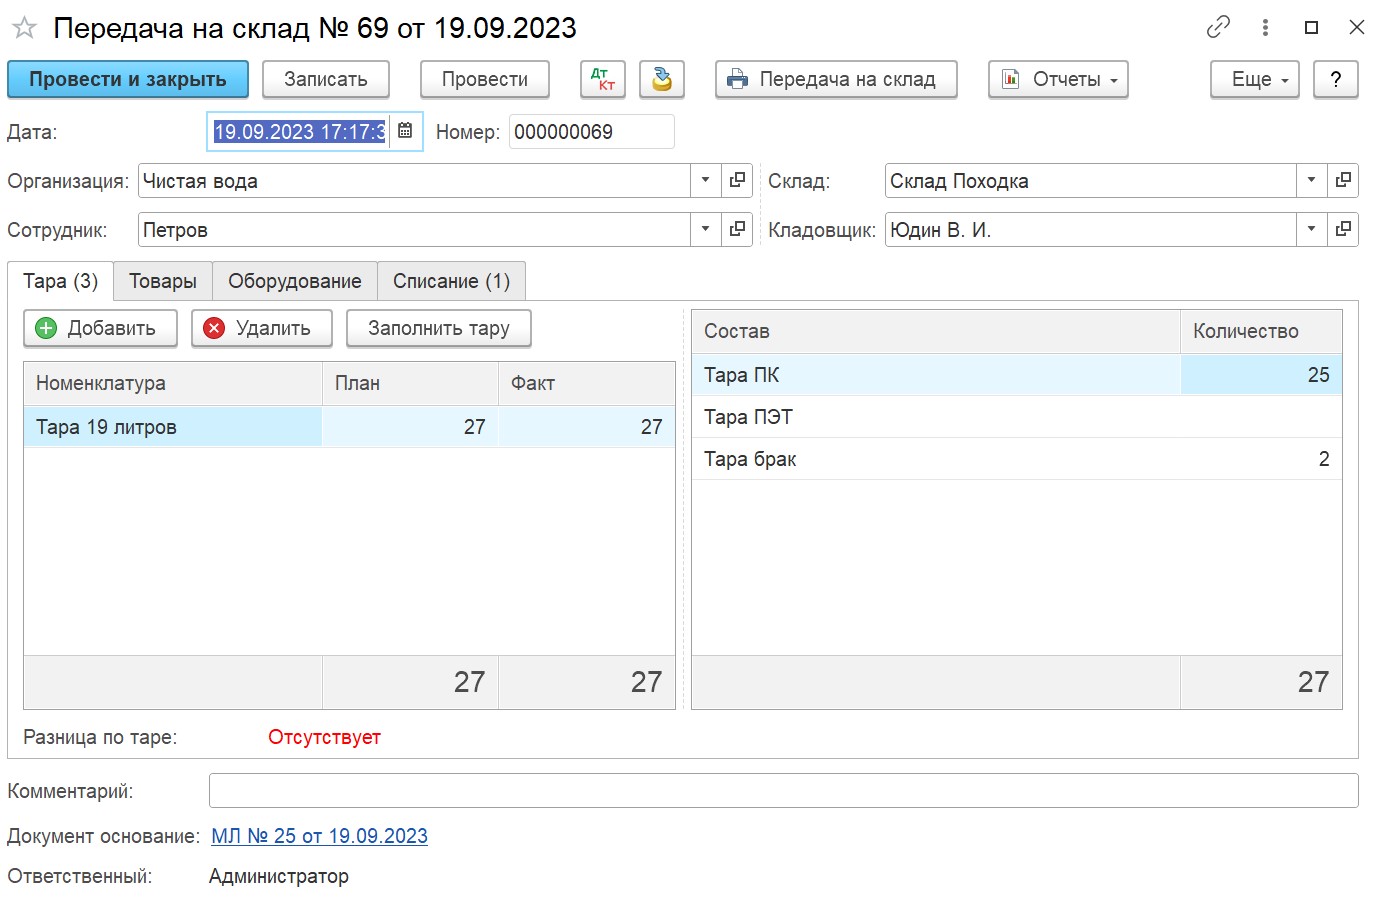 Передача на склад № 69 от 19.09.2023
Провести и закрыть Записать Провести Дт Кт Передача на склад Отчеты Еще ?
Дата: 19.09.2023 17:17:3 Номер: 000000069
Организация: Чистая вода Склад: Склад Походка
Сотрудник: Петров Кладовщик: Юдин В. И.
Тара (3) Товары Оборудование Списание (1)
Добавить Удалить Заполнить тару
Состав Количество
Номенклатура План Факт
Тара ПК 25
Тара 19 литров 27 27
Тара ПЭТ
Тара брак 2
27 27 27
Разница по таре: Отсутствует
Комментарий:
Документ основание: МЛ № 25 от 19.09.2023
Ответственный: Администратор